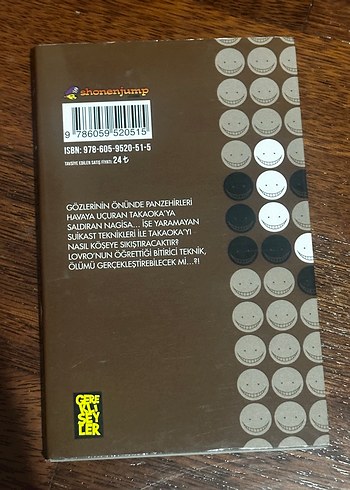 shonenjump
9 786059 520515
ISBN: 978-605-9520-51-5
TAVSİYE EDİLEN SATIŞ FİYATI 24 ₺
GÖZLERİNİN ÖNÜNDE PANZEHİRLERİ
HAVAYA UÇURAN TAKAOKA'YA
SALDIRAN NAGİSA... İŞE YARAMAYAN
SUİKAST TEKNİKLERİ İLE TAKAOKA'YI
NASIL KÖŞEYE SIKIŞTIRACAKTIR?
LOVRO'NUN ÖĞRETTİĞİ BİTİRİCİ TEKNİK,
ÖLÜMÜ GERÇEKLEŞTİREBİLECEK Mİ...?!
GERE
KLİ
ŞEY
LER